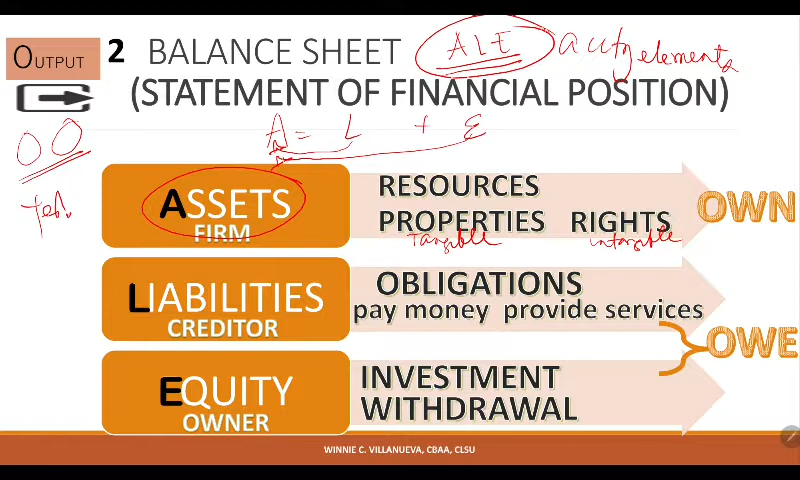 OUTPUT
2 BALANCE SHEET
ALE
elements
(STATEMENT OF FINANCIAL POSITION)
OO
A = L + E
ASSETS
FIRM
RESOURCES
PROPERTIES RIGHTS
Tangible intangible
OWN
LIABILITIES
CREDITOR
OBLIGATIONS
pay money provide services
OWE
EQUITY
OWNER
INVESTMENT
WITHDRAWAL
WINNIE C. VILLANUEVA, CBAA, CLSU